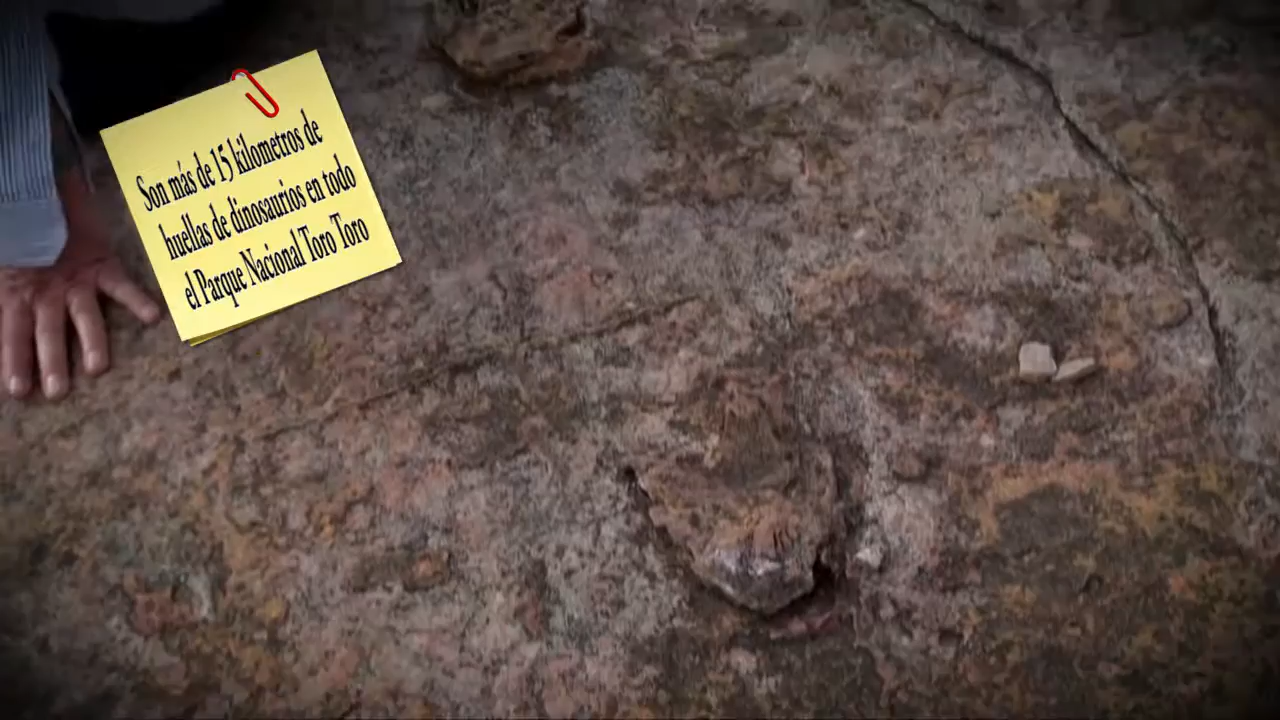 Son más de 15 kilometros de
huellas de dinosaurios en todo
el Parque Nacional Toro Toro